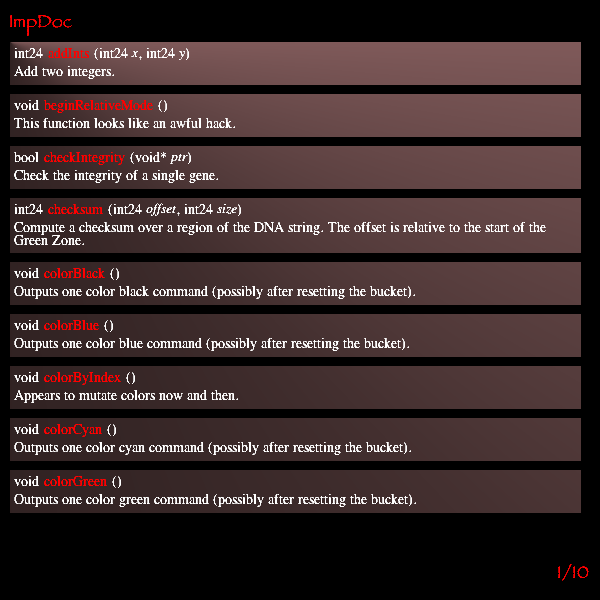 ImpDoc
int24 addInts (int24 x, int24 y)
Add two integers.
void beginRelativeMode ()
This function looks like an awful hack.
bool checkIntegrity (void* ptr)
Check the integrity of a single gene.
int24 checksum (int24 offset, int24 size)
Compute a checksum over a region of the DNA string. The offset is relative to the start of the
Green Zone.
void colorBlack ()
Outputs one color black command (possibly after resetting the bucket).
void colorBlue ()
Outputs one color blue command (possibly after resetting the bucket).
void colorByIndex ()
Appears to mutate colors now and then.
void colorCyan ()
Outputs one color cyan command (possibly after resetting the bucket).
void colorGreen ()
Outputs one color green command (possibly after resetting the bucket).
1/10